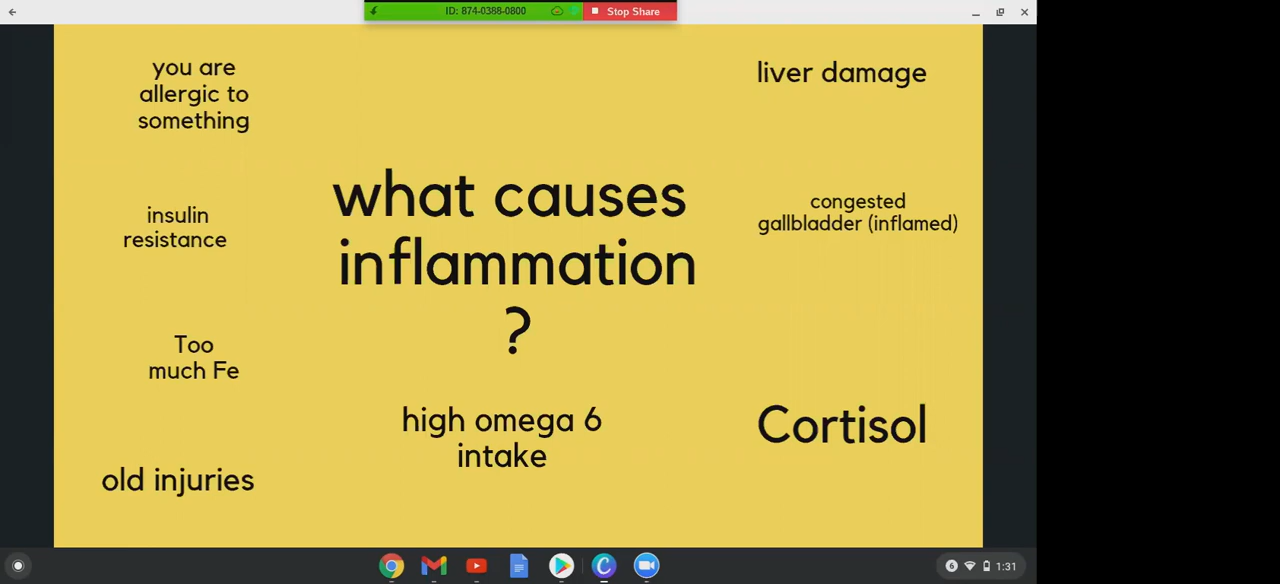 ID: 874-0388-0800
Stop Share
you are
allergic to
something
liver damage
what causes
inflammation
?
insulin
resistance
congested
gallbladder (inflamed)
Too
much Fe
high omega 6
intake
Cortisol
old injuries
6
1:31